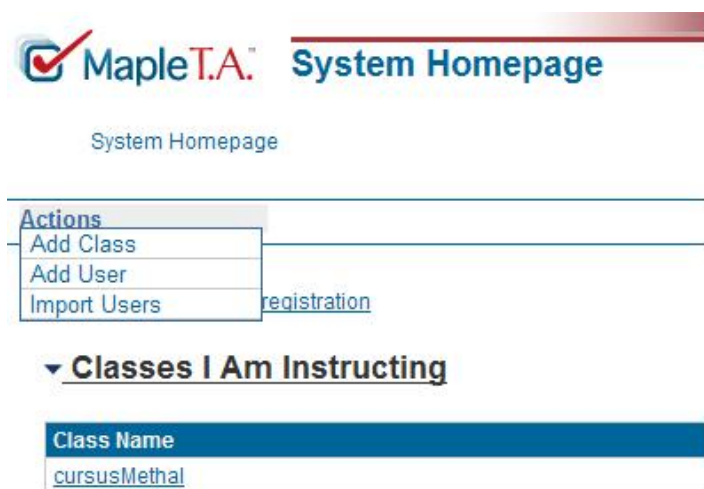 MapleT.A.™ System Homepage
System Homepage
Actions
Add Class
Add User
Import Users registration
Classes I Am Instructing
Class Name
cursusMethal